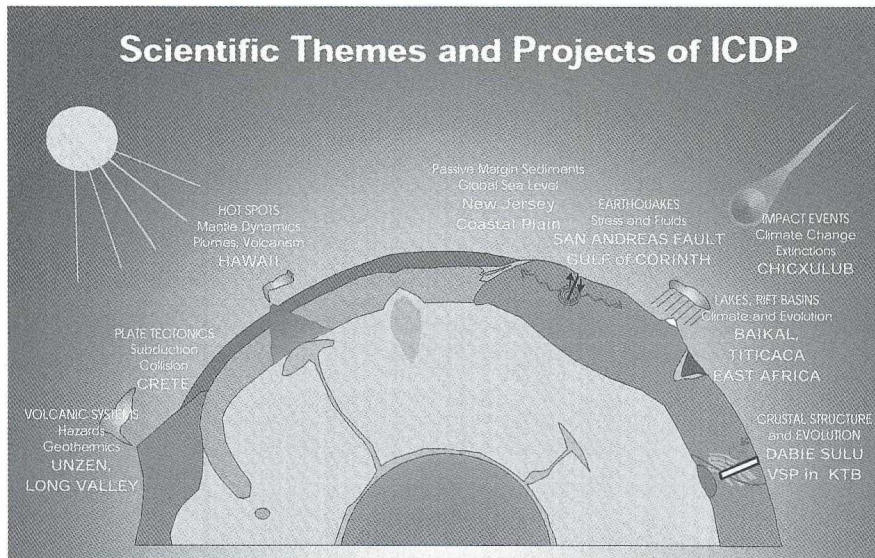 Scientific Themes and Projects of ICDP
Passive Margin Sediments
Global Sea Level
New Jersey
Coastal Plain
HOT SPOTS
Mantle Dynamics
Plumes, Volcanism
HAWAII
EARTHQUAKES
Stress and Fluids
SAN ANDREAS FAULT
GULF of CORINTH
IMPACT EVENTS
Climate Change
Extinctions
CHICXULUB
PLATE TECTONICS
Subduction
Collision
CRETE
LAKES, RIFT BASINS
Climate and Evolution
BAIKAL,
TITICACA
EAST AFRICA
VOLCANIC SYSTEMS
Hazards
Geothermics
UNZEN,
LONG VALLEY
CRUSTAL STRUCTURE
and EVOLUTION
DABIE SULU
VSP in KTB